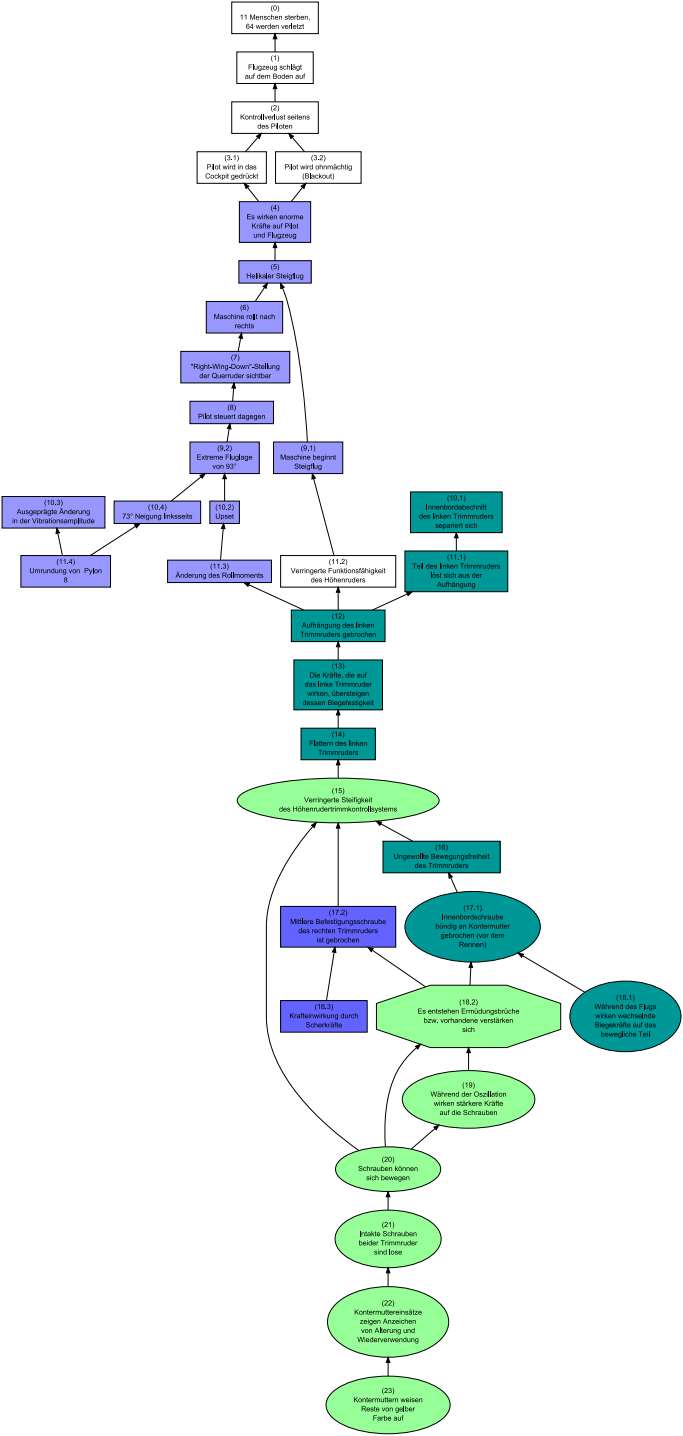 (0)
11 Menschen sterben,
64 werden verletzt
(1)
Flugzeug schlägt
auf dem Boden auf
(2)
Kontrollverlust seitens
des Piloten
(3.1)
Pilot wird in das
Cockpit gedrückt
(3.2)
Pilot wird ohnmächtig
(Blackout)
(4)
Es wirken enorme
Kräfte auf Pilot
und Flugzeug
(5)
Helikaler Steigflug
(6)
Maschine rollt nach
rechts
(7)
"Right-Wing-Down"-Stellung
der Querruder sichtbar
(8)
Pilot steuert dagegen
(9.2)
Extreme Fluglage
von 93°
(9.1)
Maschine beginnt
Steigflug
(10.3)
Ausgeprägte Änderung
in der Vibrationsamplitude
(10.4)
73° Neigung linksseits
(10.2)
Upset
(10.1)
Innenbordabschnitt
des linken Trimmruders
separiert sich
(11.4)
Umrundung von Pylon
8
(11.3)
Änderung des Rollmoments
(11.2)
Verringerte Funktionsfähigkeit
des Höhenruders
(11.1)
Teil des linken Trimmruders
löst sich aus der
Aufhängung
(12)
Aufhängung des linken
Trimmruders gebrochen
(13)
Die Kräfte, die auf
das linke Trimmruder
wirken, übersteigen
dessen Biegefestigkeit
(14)
Flattern des linken
Trimmruders
(15)
Verringerte Steifigkeit
des Höhenrudertrimmkontrollsystems
(16)
Ungewollte Bewegungsfreiheit
des Trimmruders
(17.2)
Mittlere Befestigungsschraube
des rechten Trimmruders
ist gebrochen
(17.1)
Innenbordschraube
bündig an Kontermutter
gebrochen (vor dem
Rennen)
(18.3)
Krafteinwirkung durch
Scherkräfte
(18.2)
Es entstehen Ermüdungsbrüche
bzw. vorhandene verstärken
sich
(18.1)
Während des Flugs
wirken wechselnde
Biegekräfte auf das
bewegliche Teil
(19)
Während der Oszillation
wirken stärkere Kräfte
auf die Schrauben
(20)
Schrauben können
sich bewegen
(21)
Intakte Schrauben
beider Trimmruder
sind lose
(22)
Kontermuttereinsätze
zeigen Anzeichen
von Alterung und
Wiederverwendung
(23)
Kontermuttern weisen
Reste von gelber
Farbe auf